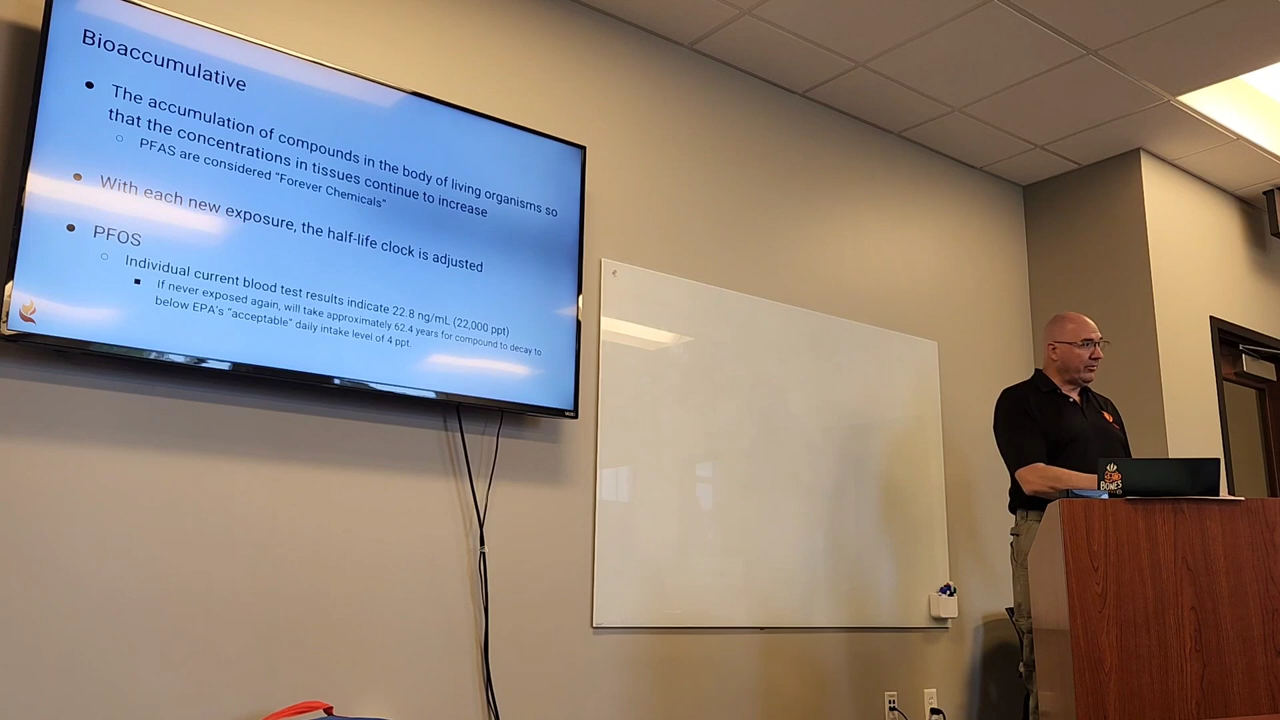 Bioaccumulative
● The accumulation of compounds in the body of living organisms so
that the concentrations in tissues continue to increase
○ PFAS are considered "Forever Chemicals"
● With each new exposure, the half-life clock is adjusted
● PFOS
○ Individual current blood test results indicate 22.8 ng/mL (22,000 ppt)
■ If never exposed again, will take approximately 62.4 years for compound to decay to
below EPA's "acceptable" daily intake level of 4 ppt.
BONES